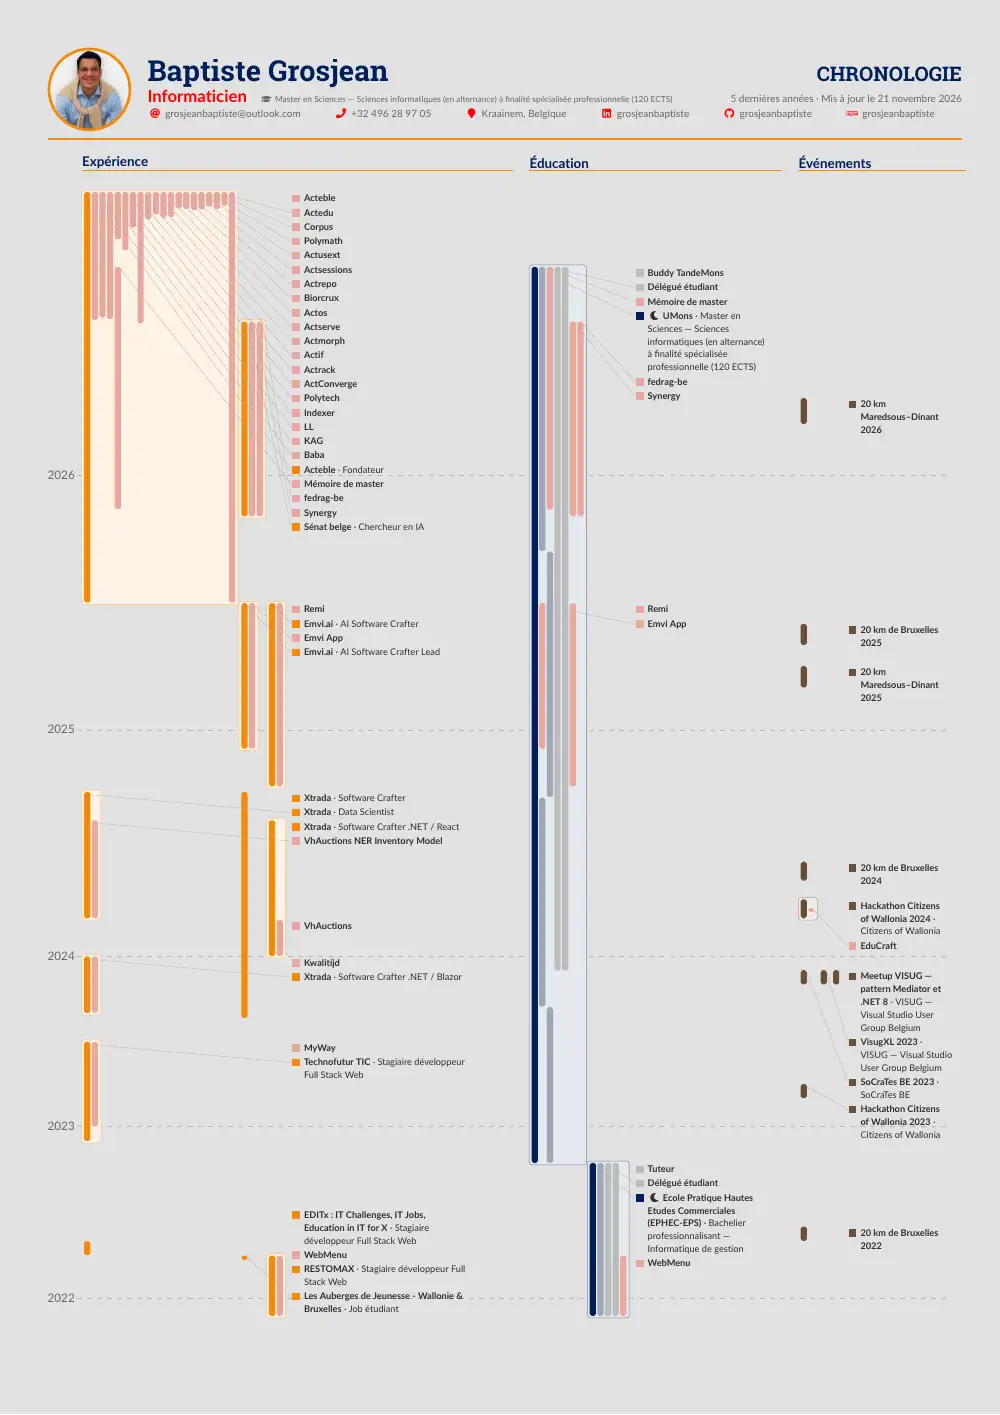 Baptiste Grosjean
CHRONOLOGIE
Informaticien
Master en Sciences — Sciences informatiques (en alternance) à finalité spécialisée professionnelle (120 ECTS)
5 dernières années · Mis à jour le 21 novembre 2026
grosjeanbaptiste@outlook.com
+32 496 28 97 05
Kraainem, Belgique
grosjeanbaptiste
grosjeanbaptiste
grosjeanbaptiste
Expérience
Acteble
Actedu
Corpus
Polymath
Actusext
Actsessions
Actrepo
Biorcrux
Actos
Actserve
Actmorph
Actif
Actrack
ActConverge
Polytech
Indexer
LL
KAG
Baba
Acteble · Fondateur
2026
Mémoire de master
fedrag-be
Synergy
Sénat belge · Chercheur en IA
Remi
Emvi.ai · AI Software Crafter
Emvi App
Emvi.ai · AI Software Crafter Lead
2025
Xtrada · Software Crafter
Xtrada · Data Scientist
Xtrada · Software Crafter .NET / React
VhAuctions NER Inventory Model
VhAuctions
2024
Kwalitijd
Xtrada · Software Crafter .NET / Blazor
MyWay
Technofutur TIC · Stagiaire développeur
Full Stack Web
2023
EDITx : IT Challenges, IT Jobs,
Education in IT for X · Stagiaire
développeur Full Stack Web
WebMenu
RESTOMAX · Stagiaire développeur Full
Stack Web
Les Auberges de Jeunesse - Wallonie &
2022
Bruxelles · Job étudiant
Éducation
Buddy TandeMons
Délégué étudiant
Mémoire de master
UMons · Master en
Sciences — Sciences
informatiques (en alternance)
à finalité spécialisée
professionnelle (120 ECTS)
fedrag-be
Synergy
Remi
Emvi App
Tuteur
Délégué étudiant
Ecole Pratique Hautes
Etudes Commerciales
(EPHEC-EPS) · Bachelier
professionnalisant —
Informatique de gestion
WebMenu
Événements
20 km
Maredsous–Dinant
2026
20 km de Bruxelles
2025
20 km
Maredsous–Dinant
2025
20 km de Bruxelles
2024
Hackathon Citizens
of Wallonia 2024 ·
Citizens of Wallonia
EduCraft
Meetup VISUG —
pattern Mediator et
.NET 8 · VISUG —
Visual Studio User
Group Belgium
VisugXL 2023 ·
VISUG — Visual Studio
User Group Belgium
SoCraTes BE 2023 ·
SoCraTes BE
Hackathon Citizens
of Wallonia 2023 ·
Citizens of Wallonia
20 km de Bruxelles
2022